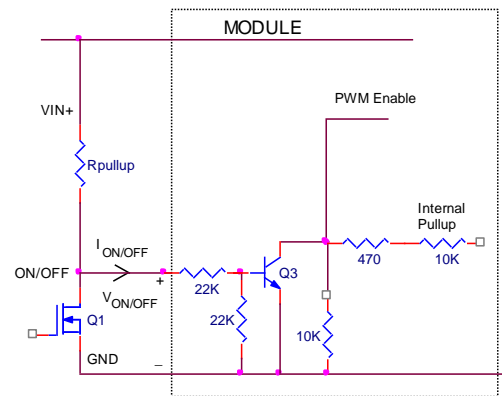 MODULE
PWM Enable
VIN+
Rpullup
Internal
Pullup
I ON/OFF
ON/OFF
+
Q3
470
10K
22K
V ON/OFF
22K
Q1
10K
GND
_